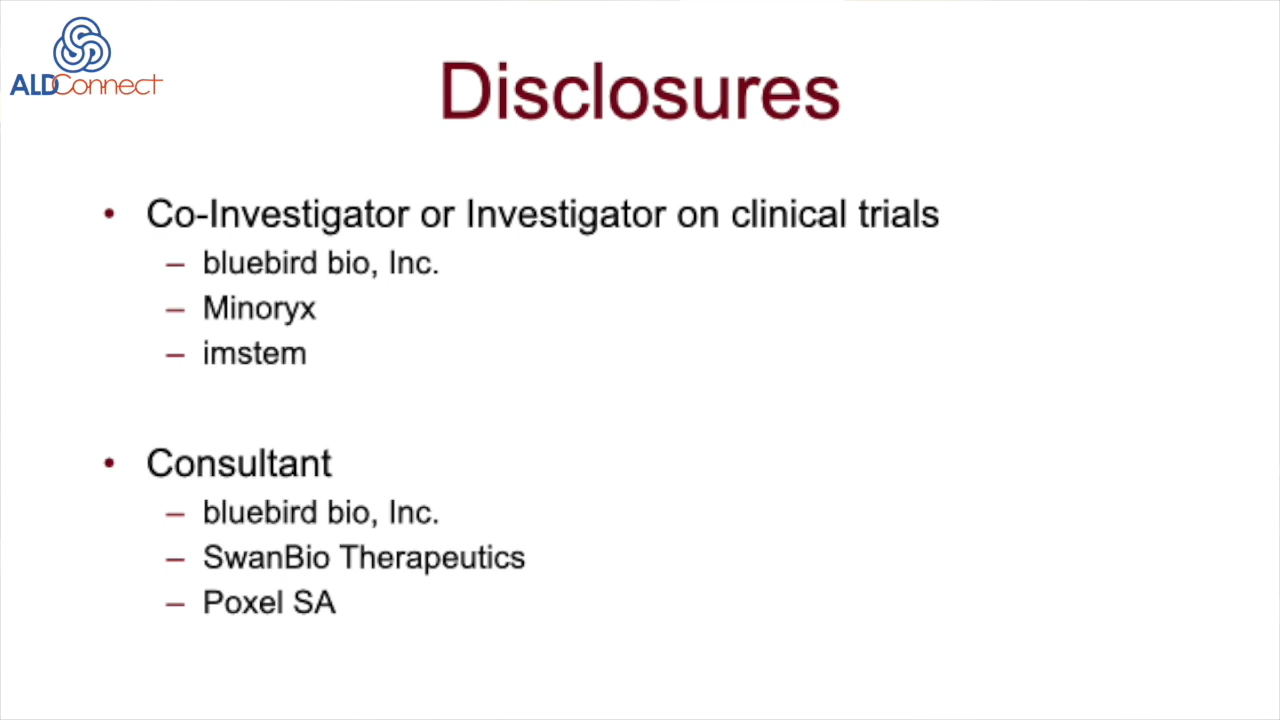 ALDConnect
Disclosures
• Co-Investigator or Investigator on clinical trials
– bluebird bio, Inc.
– Minoryx
– imstem
• Consultant
– bluebird bio, Inc.
– SwanBio Therapeutics
– Poxel SA